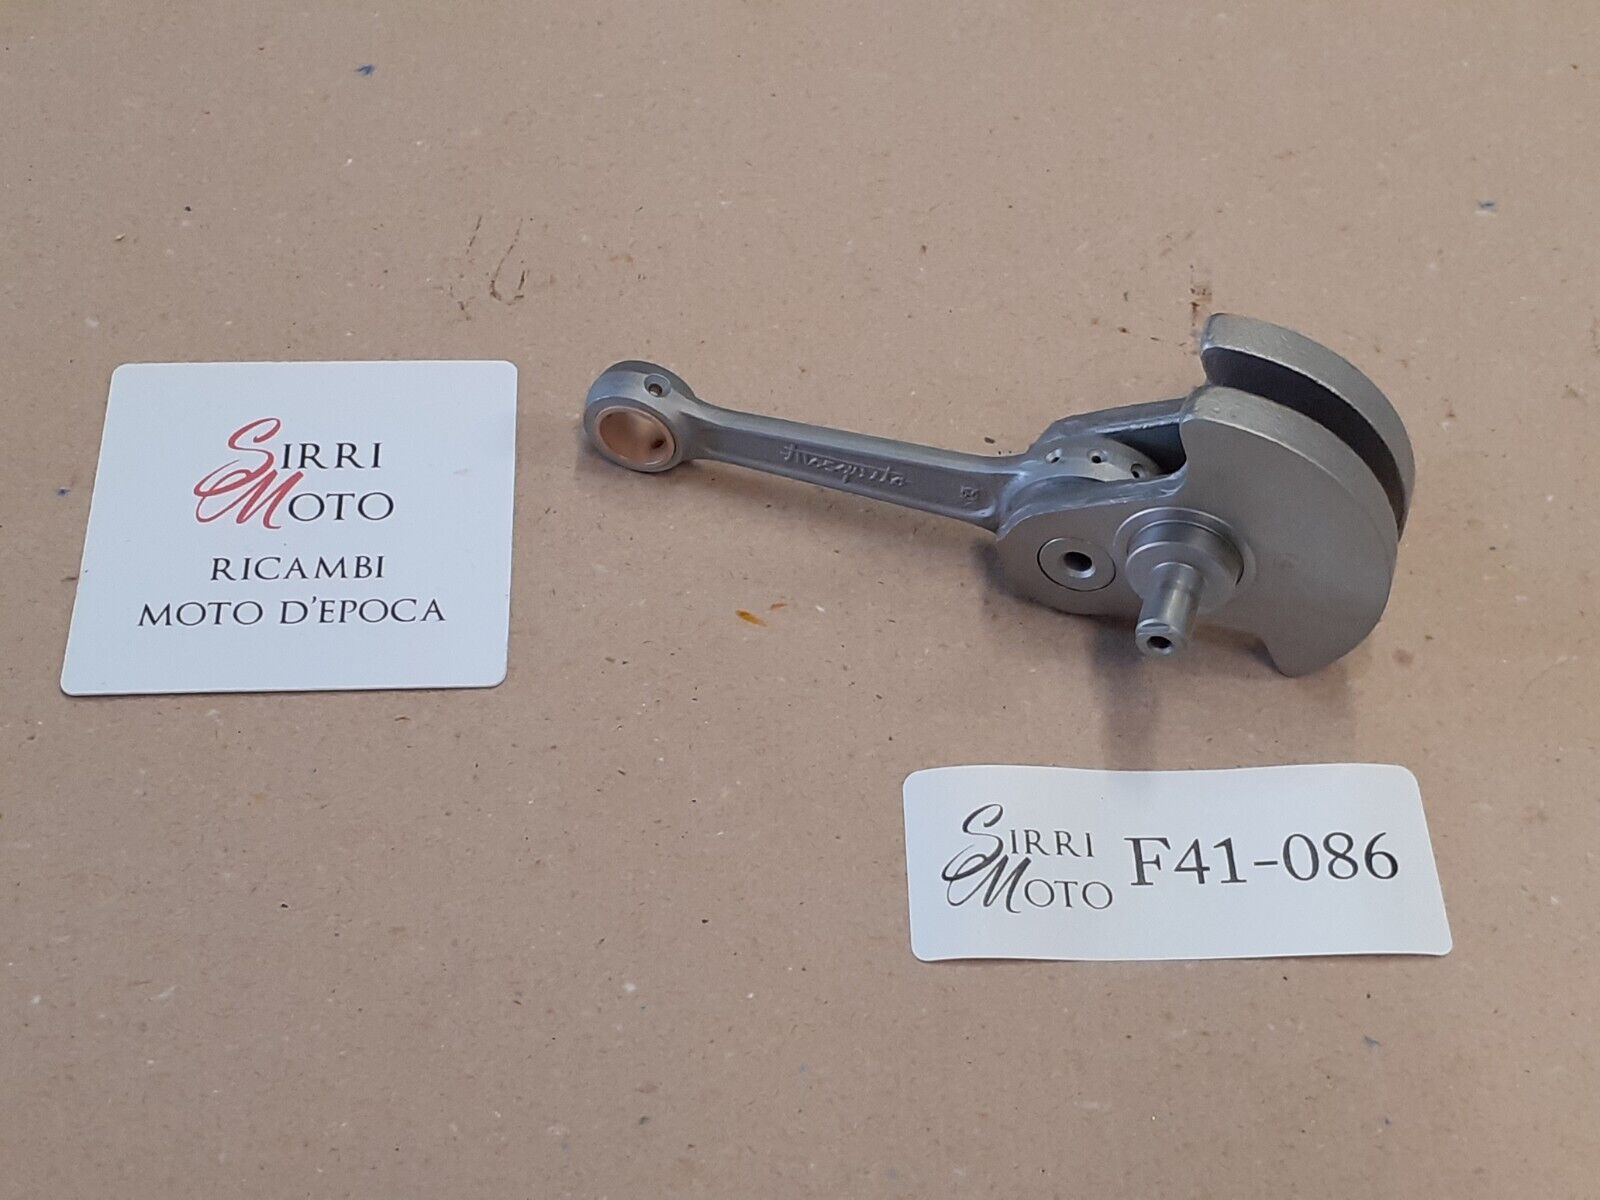 SIRRI
MOTO
RICAMBI
MOTO D'EPOCA
SIRRI
MOTO
F41-086